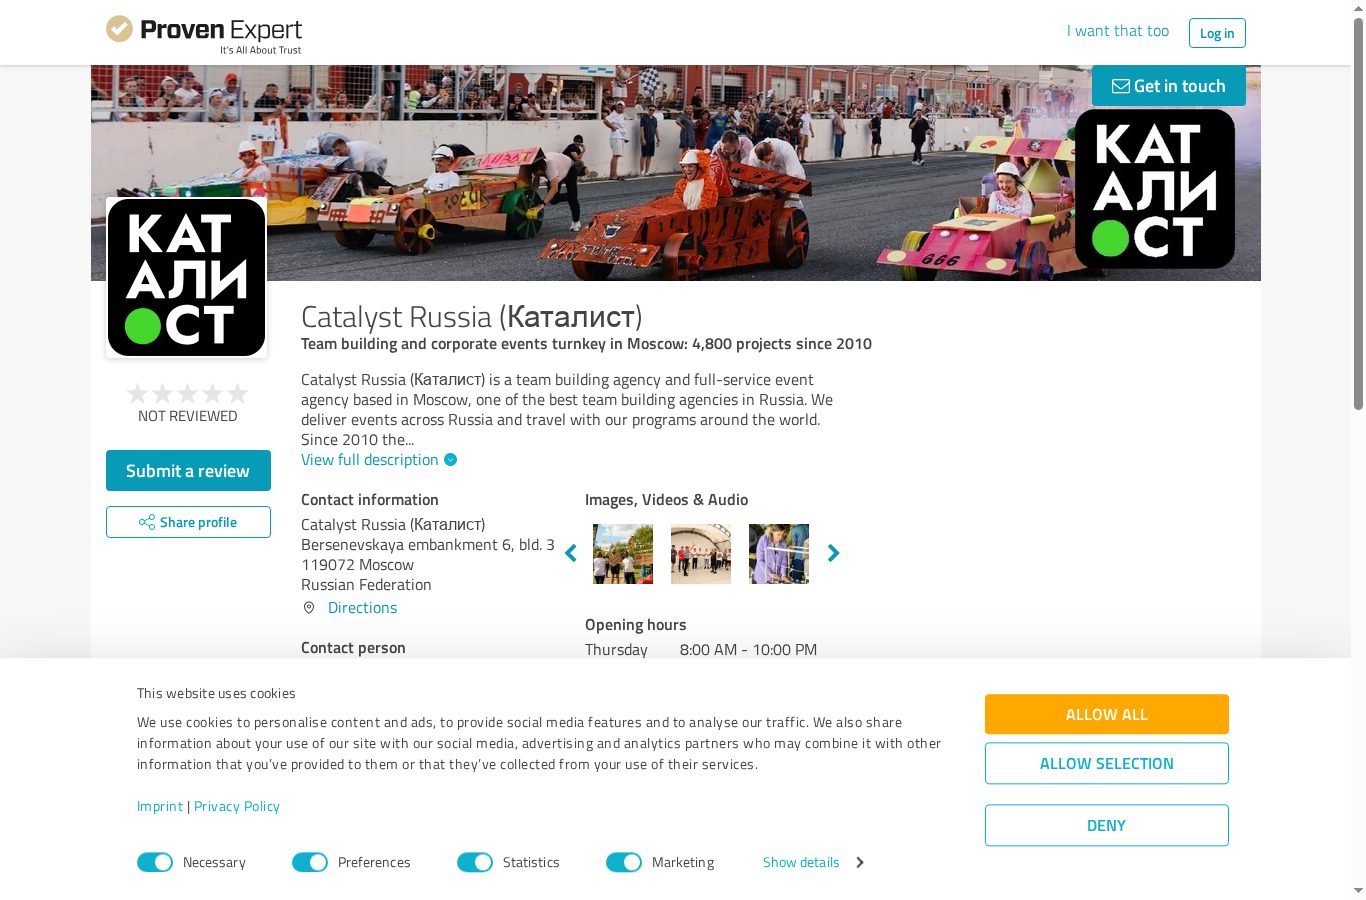 Proven Expert
It's All About Trust
I want that too
Log in
Get in touch
КАТ
АЛИ
СТ
666
КАТ
АЛИ
СТ
Catalyst Russia (Каталист)
Team building and corporate events turnkey in Moscow: 4,800 projects since 2010
NOT REVIEWED
Submit a review
Share profile
Catalyst Russia (Каталист) is a team building agency and full-service event
agency based in Moscow, one of the best team building agencies in Russia. We
deliver events across Russia and travel with our programs around the world.
Since 2010 the...
View full description
Contact information
Catalyst Russia (Каталист)
Bersenevskaya embankment 6, bld. 3
119072 Moscow
Russian Federation
Directions
Contact person
Images, Videos & Audio
Opening hours
Thursday 8:00 AM - 10:00 PM
This website uses cookies
We use cookies to personalise content and ads, to provide social media features and to analyse our traffic. We also share
information about your use of our site with our social media, advertising and analytics partners who may combine it with other
information that you've provided to them or that they've collected from your use of their services.
Imprint | Privacy Policy
Necessary
Preferences
Statistics
Marketing
Show details
ALLOW ALL
ALLOW SELECTION
DENY